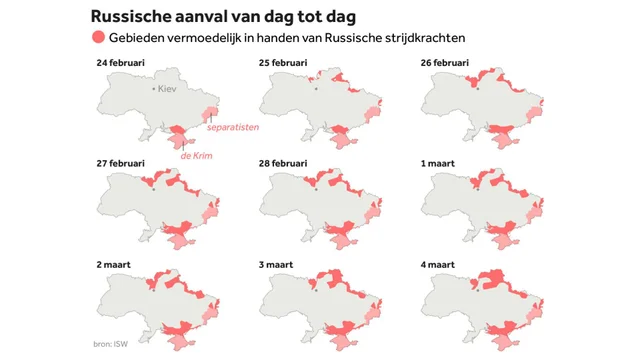 Russische aanval van dag tot dag
Gebieden vermoedelijk in handen van Russische strijdkrachten
24 februari
25 februari
26 februari
Kiev
separatisten
de Krim
27 februari
28 februari
1 maart
2 maart
3 maart
4 maart
bron: ISW